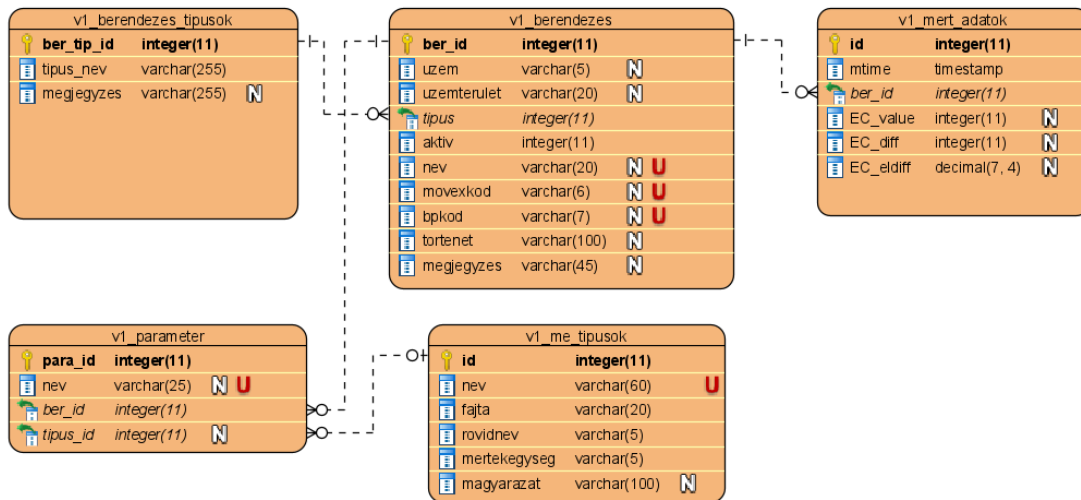 v1_berendezes_tipusok
ber_tip_id integer(11)
tipus_nev varchar(255)
megjegyzes varchar(255) N
v1_berendezes
ber_id integer(11)
uzem varchar(5) N
uzemterulet varchar(20) N
tipus integer(11)
aktiv integer(11)
nev varchar(20) N U
movexkod varchar(6) N U
bpkod varchar(7) N U
tortenet varchar(100) N
megjegyzes varchar(45) N
v1_mert_adatok
id integer(11)
mtime timestamp
ber_id integer(11)
EC_value integer(11) N
EC_diff integer(11) N
EC_eldiff decimal(7, 4) N
v1_parameter
para_id integer(11)
nev varchar(25) N U
ber_id integer(11)
tipus_id integer(11) N
v1_me_tipusok
id integer(11)
nev varchar(60) U
fajta varchar(20)
rovidnev varchar(5)
mertekegyseg varchar(5)
magyarazat varchar(100) N